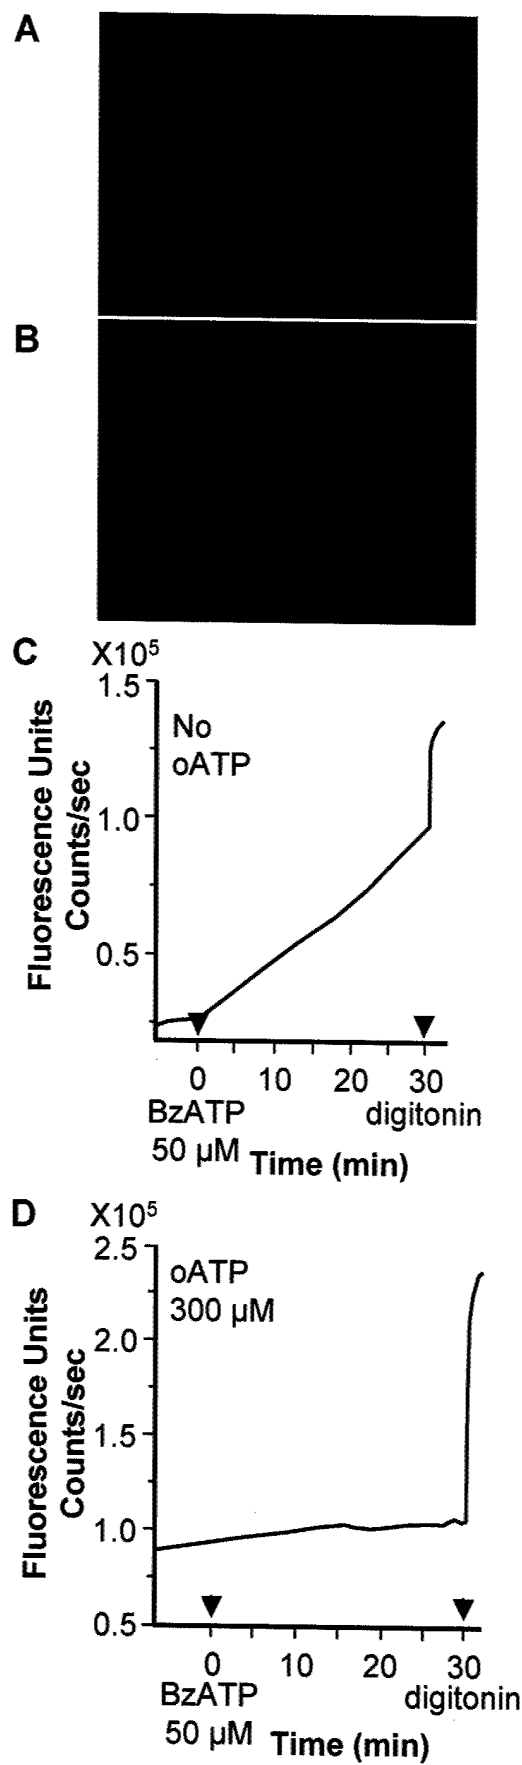 A
B
C
X10⁵
1.5
1.0
0.5
Fluorescence Units
Counts/sec
No
oATP
0
10
20
30
BzATP
50 µM
digitonin
Time (min)
D
X10⁵
2.5
2.0
1.5
1.0
0.5
Fluorescence Units
Counts/sec
oATP
300 µM
0
10
20
30
BzATP
50 µM
digitonin
Time (min)